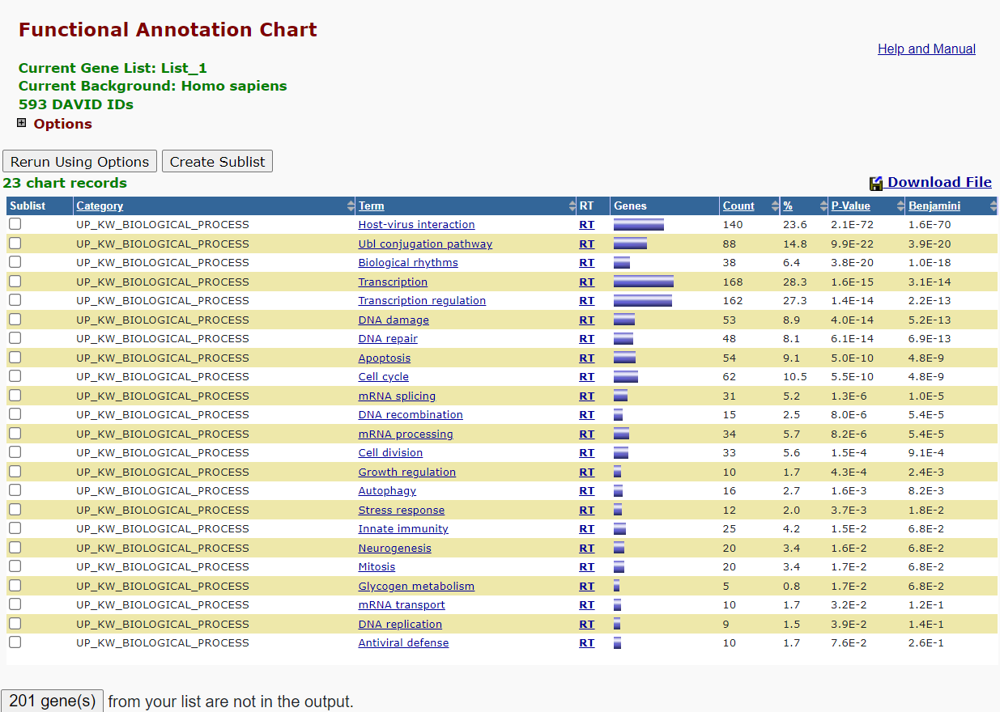 Functional Annotation Chart
Help and Manual
Current Gene List: List_1
Current Background: Homo sapiens
593 DAVID IDs
Options
Rerun Using Options Create Sublist
23 chart records Download File
Sublist Category Term RT Genes Count % P-Value Benjamini
UP_KW_BIOLOGICAL_PROCESS Host-virus interaction RT 140 23.6 2.1E-72 1.6E-70
UP_KW_BIOLOGICAL_PROCESS Ubl conjugation pathway RT 88 14.8 9.9E-22 3.9E-20
UP_KW_BIOLOGICAL_PROCESS Biological rhythms RT 38 6.4 3.8E-20 1.0E-18
UP_KW_BIOLOGICAL_PROCESS Transcription RT 168 28.3 1.6E-15 3.1E-14
UP_KW_BIOLOGICAL_PROCESS Transcription regulation RT 162 27.3 1.4E-14 2.2E-13
UP_KW_BIOLOGICAL_PROCESS DNA damage RT 53 8.9 4.0E-14 5.2E-13
UP_KW_BIOLOGICAL_PROCESS DNA repair RT 48 8.1 6.1E-14 6.9E-13
UP_KW_BIOLOGICAL_PROCESS Apoptosis RT 54 9.1 5.0E-10 4.8E-9
UP_KW_BIOLOGICAL_PROCESS Cell cycle RT 62 10.5 5.5E-10 4.8E-9
UP_KW_BIOLOGICAL_PROCESS mRNA splicing RT 31 5.2 1.3E-6 1.0E-5
UP_KW_BIOLOGICAL_PROCESS DNA recombination RT 15 2.5 8.0E-6 5.4E-5
UP_KW_BIOLOGICAL_PROCESS mRNA processing RT 34 5.7 8.2E-6 5.4E-5
UP_KW_BIOLOGICAL_PROCESS Cell division RT 33 5.6 1.5E-4 9.1E-4
UP_KW_BIOLOGICAL_PROCESS Growth regulation RT 10 1.7 4.3E-4 2.4E-3
UP_KW_BIOLOGICAL_PROCESS Autophagy RT 16 2.7 1.6E-3 8.2E-3
UP_KW_BIOLOGICAL_PROCESS Stress response RT 12 2.0 3.7E-3 1.8E-2
UP_KW_BIOLOGICAL_PROCESS Innate immunity RT 25 4.2 1.5E-2 6.8E-2
UP_KW_BIOLOGICAL_PROCESS Neurogenesis RT 20 3.4 1.6E-2 6.8E-2
UP_KW_BIOLOGICAL_PROCESS Mitosis RT 20 3.4 1.7E-2 6.8E-2
UP_KW_BIOLOGICAL_PROCESS Glycogen metabolism RT 5 0.8 1.7E-2 6.8E-2
UP_KW_BIOLOGICAL_PROCESS mRNA transport RT 10 1.7 3.2E-2 1.2E-1
UP_KW_BIOLOGICAL_PROCESS DNA replication RT 9 1.5 3.9E-2 1.4E-1
UP_KW_BIOLOGICAL_PROCESS Antiviral defense RT 10 1.7 7.6E-2 2.6E-1
201 gene(s) from your list are not in the output.